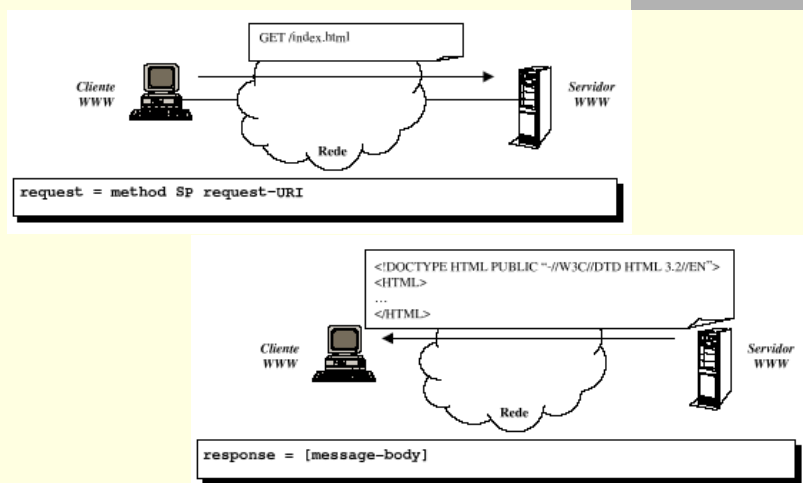 GET /index.html
Cliente
WWW
Servidor
WWW
Rede
request = method SP request-URI
<!DOCTYPE HTML PUBLIC “-//W3C//DTD HTML 3.2//EN”>
<HTML>
…
</HTML>
Cliente
WWW
Servidor
WWW
Rede
response = [message-body]